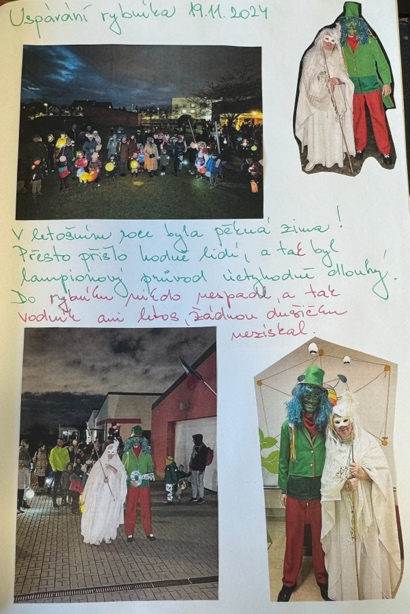 Uspávání rybníka 19.11.2024
V letošním roce byla pěkná zima!
Přesto přišlo hodně lidí, a tak byl
lampionový průvod úctyhodně dlouhý.
Do rybníku nikdo nespadl, a tak
vodník ani letos, žádnou dušičku
nezískal.